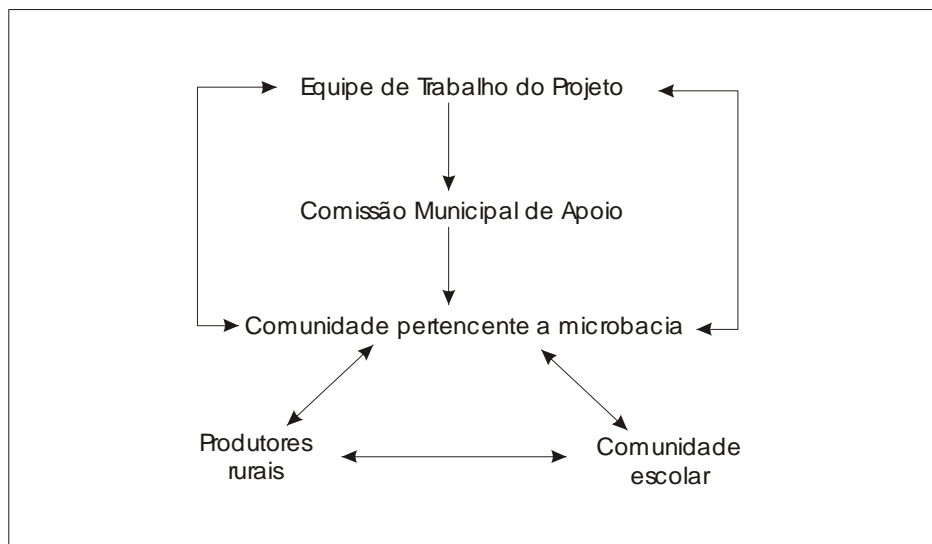 Equipe de Trabalho do Projeto
Comissão Municipal de Apoio
Comunidade pertencente a microbacia
Produtores
rurais
Comunidade
escolar